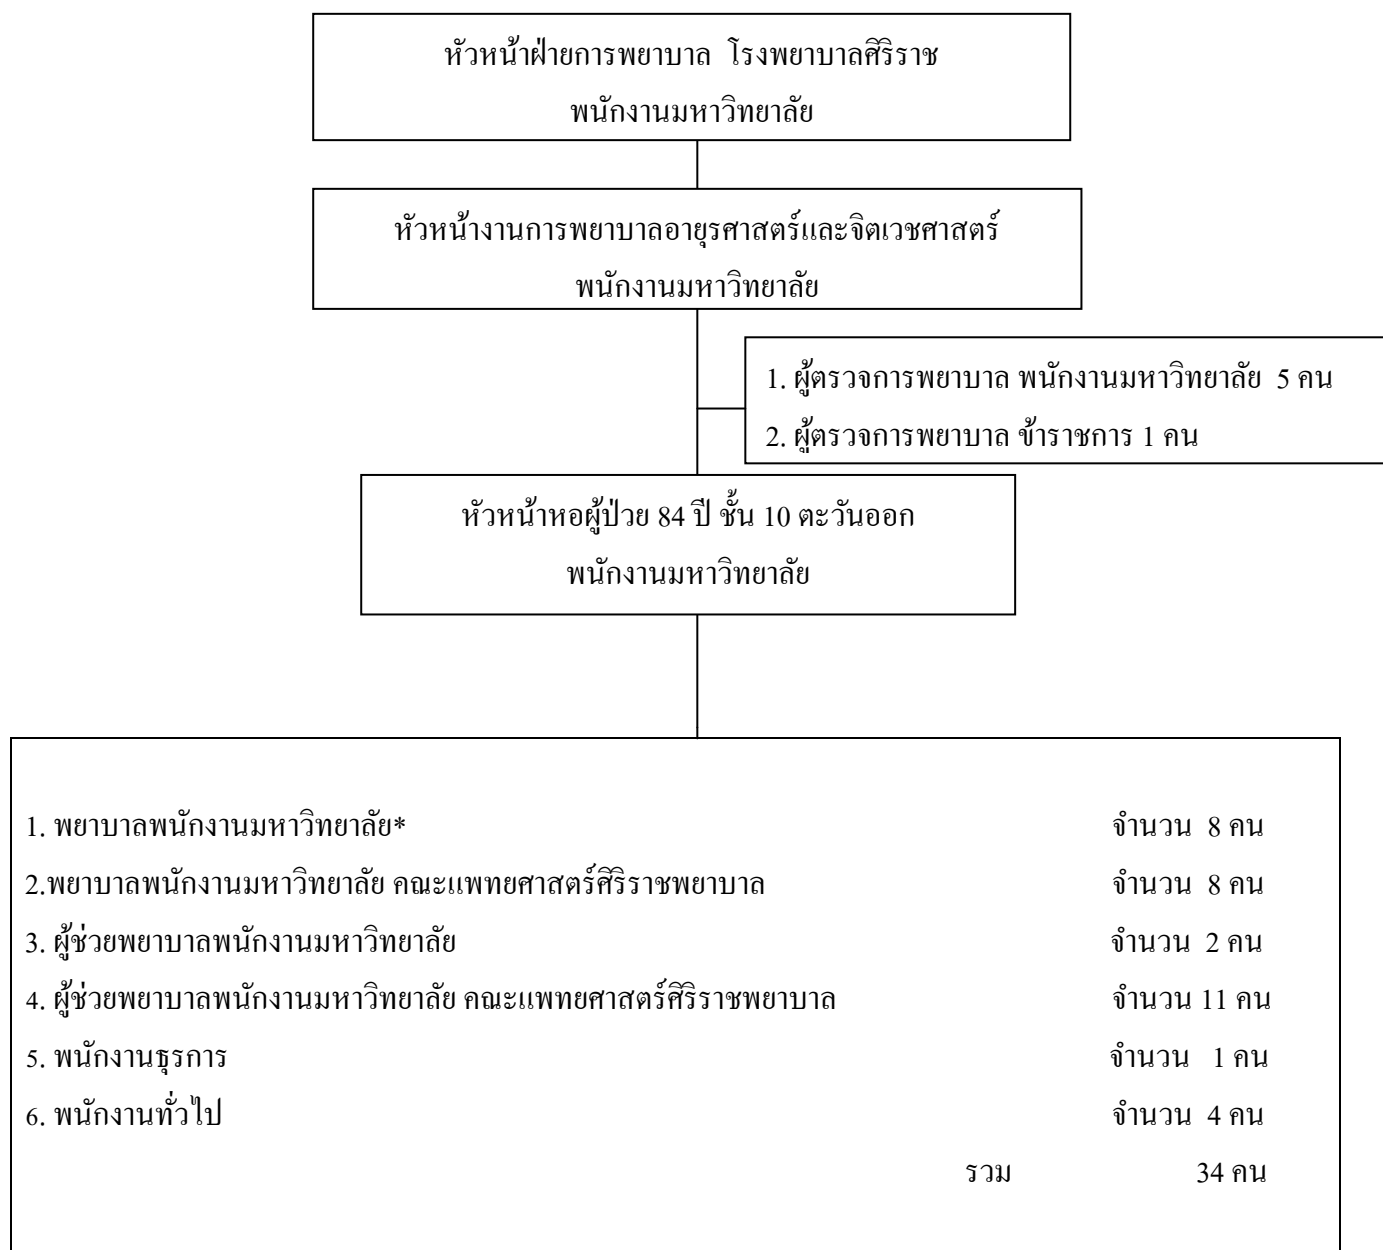 หัวหน้าฝ่ายการพยาบาล โรงพยาบาลศิริราช
พนักงานมหาวิทยาลัย
หัวหน้างานการพยาบาลอายุรศาสตร์และจิตเวชศาสตร์
พนักงานมหาวิทยาลัย
1. ผู้ตรวจการพยาบาล พนักงานมหาวิทยาลัย 5 คน
2. ผู้ตรวจการพยาบาล ข้าราชการ 1 คน
หัวหน้าหอผู้ป่วย 84 ปี ชั้น 10 ตะวันออก
พนักงานมหาวิทยาลัย
1. พยาบาลพนักงานมหาวิทยาลัย* จำนวน 8 คน
2.พยาบาลพนักงานมหาวิทยาลัย คณะแพทยศาสตร์ศิริราชพยาบาล จำนวน 8 คน
3. ผู้ช่วยพยาบาลพนักงานมหาวิทยาลัย จำนวน 2 คน
4. ผู้ช่วยพยาบาลพนักงานมหาวิทยาลัย คณะแพทยศาสตร์ศิริราชพยาบาล จำนวน 11 คน
5. พนักงานธุรการ จำนวน 1 คน
6. พนักงานทั่วไป จำนวน 4 คน
รวม 34 คน